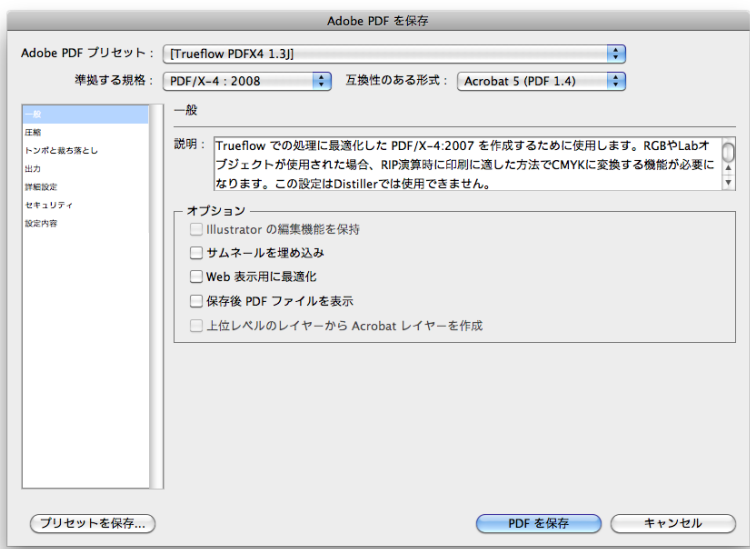 Adobe PDF を保存
Adobe PDF プリセット : [Trueflow PDFX4 1.3J]
準拠する規格 : PDF/X-4 : 2008 互換性のある形式 : Acrobat 5 (PDF 1.4)
一般
圧縮
トンボと裁ち落とし
出力
詳細設定
セキュリティ
設定内容
一般
説明 : Trueflow での処理に最適化した PDF/X-4:2007 を作成するために使用します。RGBやLabオ
ブジェクトが使用された場合、RIP演算時に印刷に適した方法でCMYKに変換する機能が必要に
なります。この設定はDistillerでは使用できません。
オプション
Illustrator の編集機能を保持
サムネールを埋め込み
Web 表示用に最適化
保存後 PDF ファイルを表示
上位レベルのレイヤーから Acrobat レイヤーを作成
プリセットを保存... PDF を保存 キャンセル